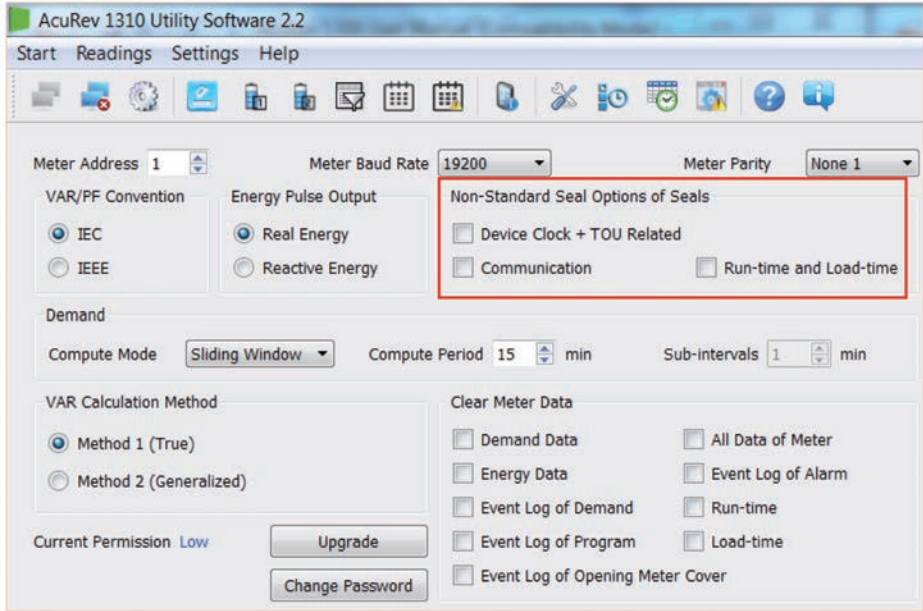 AcuRev 1310 Utility Software 2.2
Start Readings Settings Help
1 2
Meter Address 1 Meter Baud Rate 19200 Meter Parity None 1
VAR/PF Convention Energy Pulse Output Non-Standard Seal Options of Seals
IEC Real Energy Device Clock + TOU Related
IEEE Reactive Energy Communication Run-time and Load-time
Demand
Compute Mode Sliding Window Compute Period 15 min Sub-intervals 1 min
VAR Calculation Method Clear Meter Data
Method 1 (True) Demand Data All Data of Meter
Method 2 (Generalized) Energy Data Event Log of Alarm
Event Log of Demand Run-time
Current Permission Low Upgrade Event Log of Program Load-time
Change Password Event Log of Opening Meter Cover